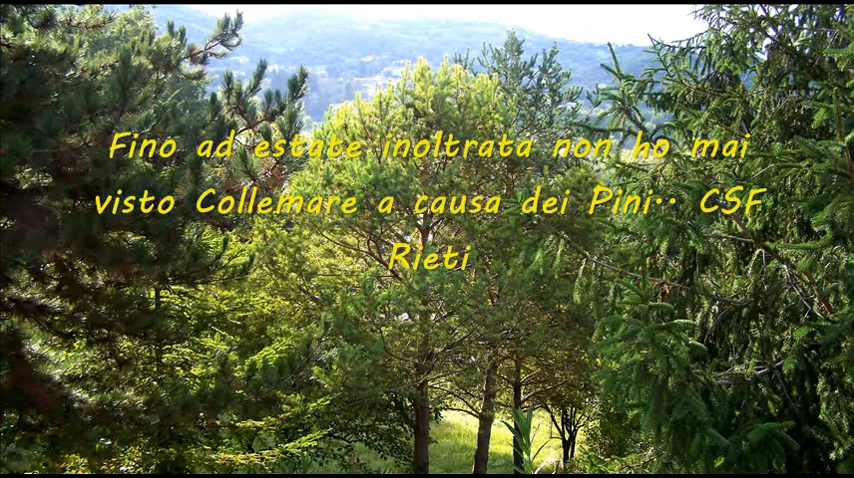 Fino ad estate inoltrata non ho mai
visto Collemare a causa dei Pini.. CSF
Rieti